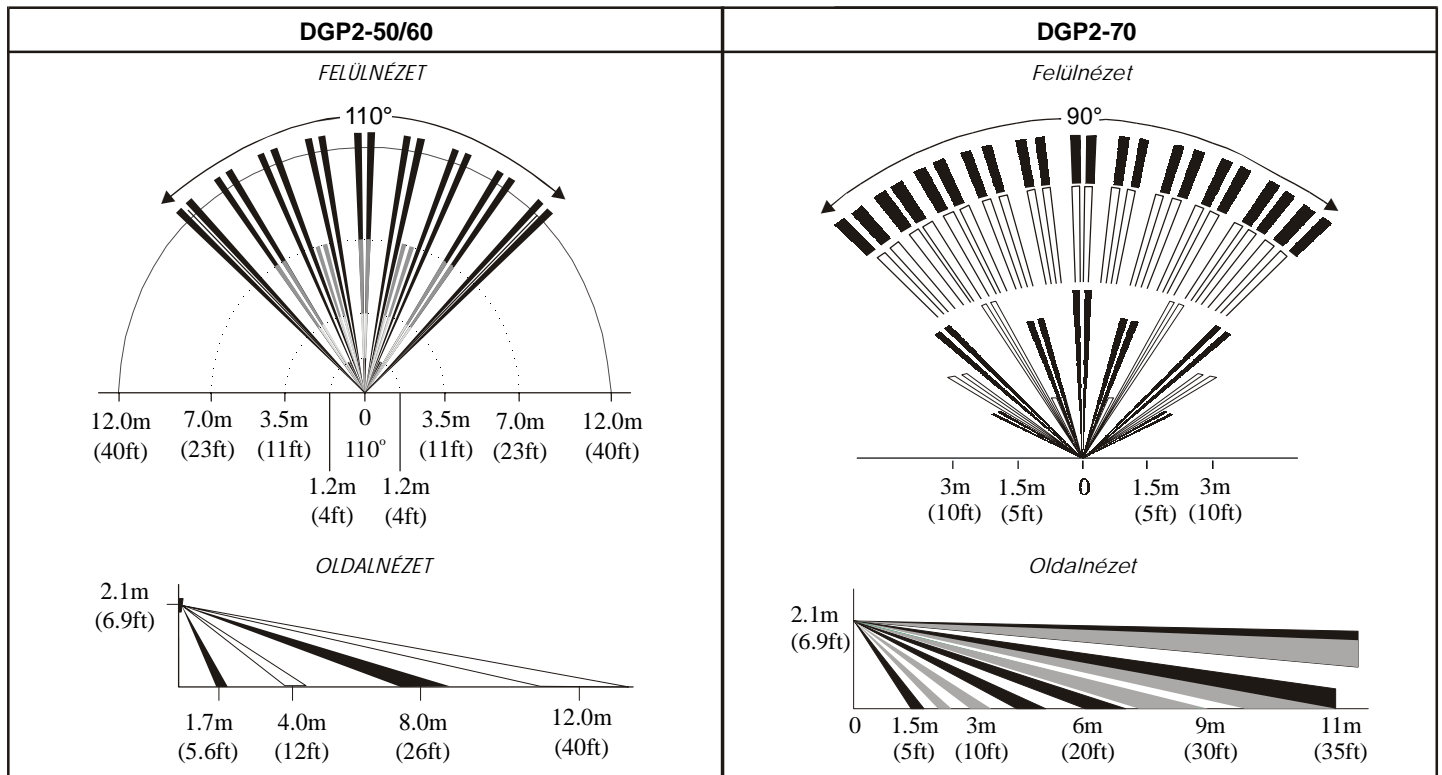 DGP2-50/60
FELÜLNÉZET
110°
12.0m 7.0m 3.5m 0 3.5m 7.0m 12.0m
(40ft) (23ft) (11ft) 110° (11ft) (23ft) (40ft)
1.2m 1.2m
(4ft) (4ft)
OLDALNÉZET
2.1m
(6.9ft)
1.7m 4.0m 8.0m 12.0m
(5.6ft) (12ft) (26ft) (40ft)
DGP2-70
Felülnézet
90°
3m 1.5m 0 1.5m 3m
(10ft) (5ft) (5ft) (10ft)
Oldalnézet
2.1m
(6.9ft)
0 1.5m 3m 6m 9m 11m
(5ft) (10ft) (20ft) (30ft) (35ft)